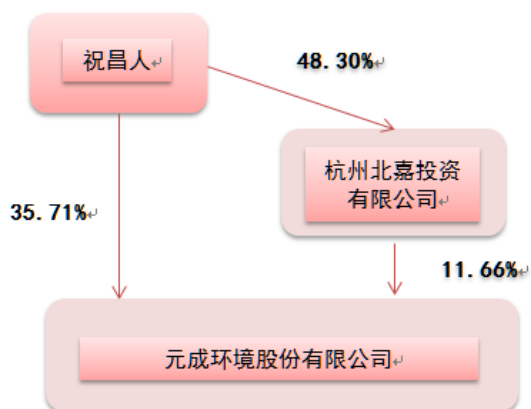 祝昌人
48.30%
杭州北嘉投资
有限公司
35.71%
11.66%
元成环境股份有限公司